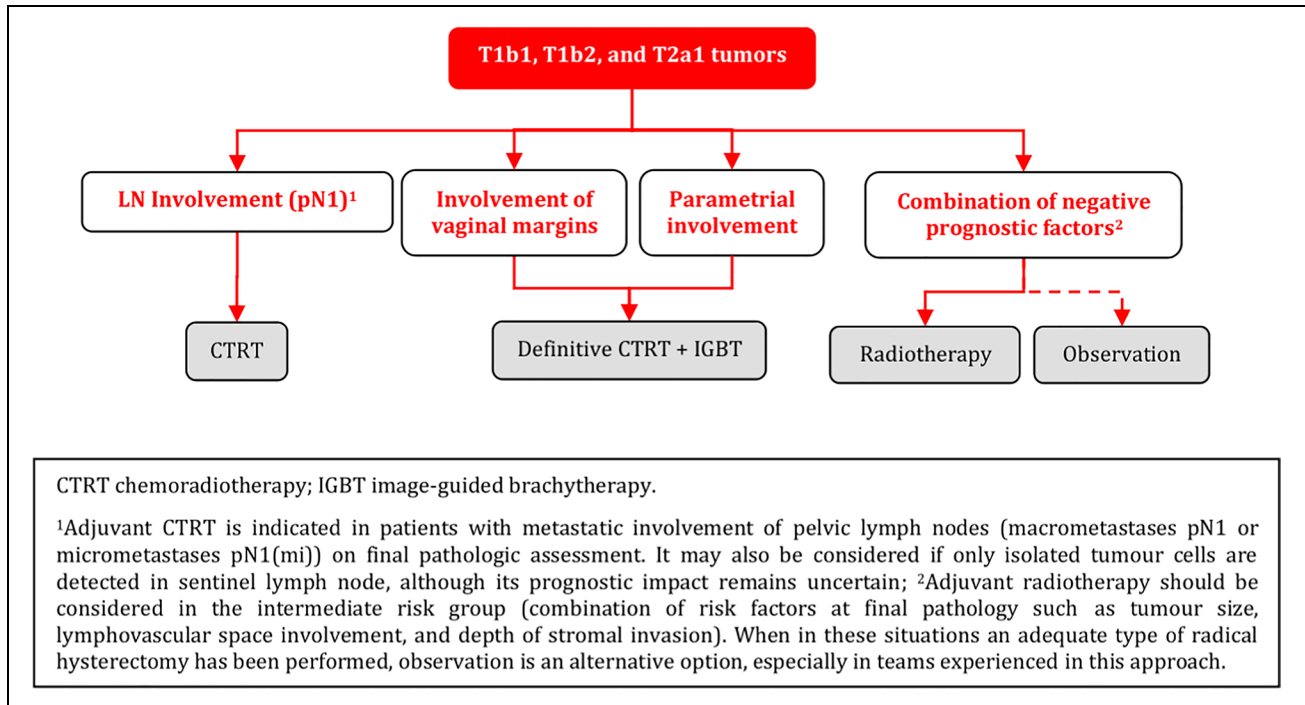 T1b1, T1b2, and T2a1 tumors
LN Involvement (pN1)¹
Involvement of
vaginal margins
Parametrial
involvement
Combination of negative
prognostic factors²
CTRT
Definitive CTRT + IGBT
Radiotherapy
Observation
CTRT chemoradiotherapy; IGBT image-guided brachytherapy.
¹Adjuvant CTRT is indicated in patients with metastatic involvement of pelvic lymph nodes (macrometastases pN1 or
micrometastases pN1(mi)) on final pathologic assessment. It may also be considered if only isolated tumour cells are
detected in sentinel lymph node, although its prognostic impact remains uncertain; ²Adjuvant radiotherapy should be
considered in the intermediate risk group (combination of risk factors at final pathology such as tumour size,
lymphovascular space involvement, and depth of stromal invasion). When in these situations an adequate type of radical
hysterectomy has been performed, observation is an alternative option, especially in teams experienced in this approach.